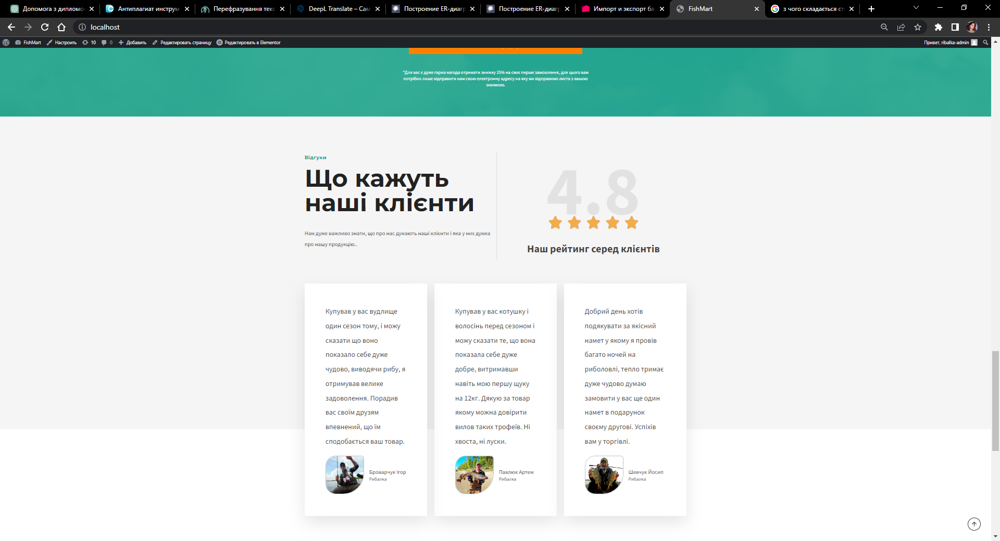 Допомога з дипломо
Антиплагиат инструм
Перефразування текс
DeepL Translate – Сам
Построение ER-диагр
Построение ER-диагр
Импорт и экспорт ба
FishMart
з чого складається ст
localhost
FishMart
Настроить
10
0
Добавить
Редактировать страницу
Редактировать в Elementor
Привет, ribalka-admin
*Для вас є дуже гарна нагода отримати знижку 25% на своє перше замовлення, для цього вам
потрібно лише відправити нам свою електронну адресу на яку ми відправимо листа з вашою
знижкою.
Відгуки
Що кажуть
наші клієнти
Нам дуже важливо знати, що про нас думають наші клієнти і яка у них думка
про нашу продукцію..
4.8
Наш рейтинг серед клієнтів
Купував у вас вудлище
один сезон тому, і можу
сказати що воно
показало себе дуже
чудово, виводячи рибу, я
отримував велике
задоволення. Порадив
вас своїм друзям
впевнений, що їм
сподобається ваш товар.
Броварчук Ігор
Рибалка
Купував у вас котушку і
волосінь перед сезоном і
можу сказати те, що вона
показала себе дуже
добре, витримавши
навіть мою першу щуку
на 12кг. Дякую за товар
якому можна довірити
вилов таких трофеїв. Ні
хвоста, ні луски.
Павлюк Артем
Рибалка
Добрий день хотів
подякувати за якісний
намет у якому я провів
багато ночей на
риболовлі, тепло тримає
дуже чудово думаю
замовити у вас ще один
намет в подарунок
своєму другові. Успіхів
вам у торгівлі.
Шевчук Йосип
Рибалка